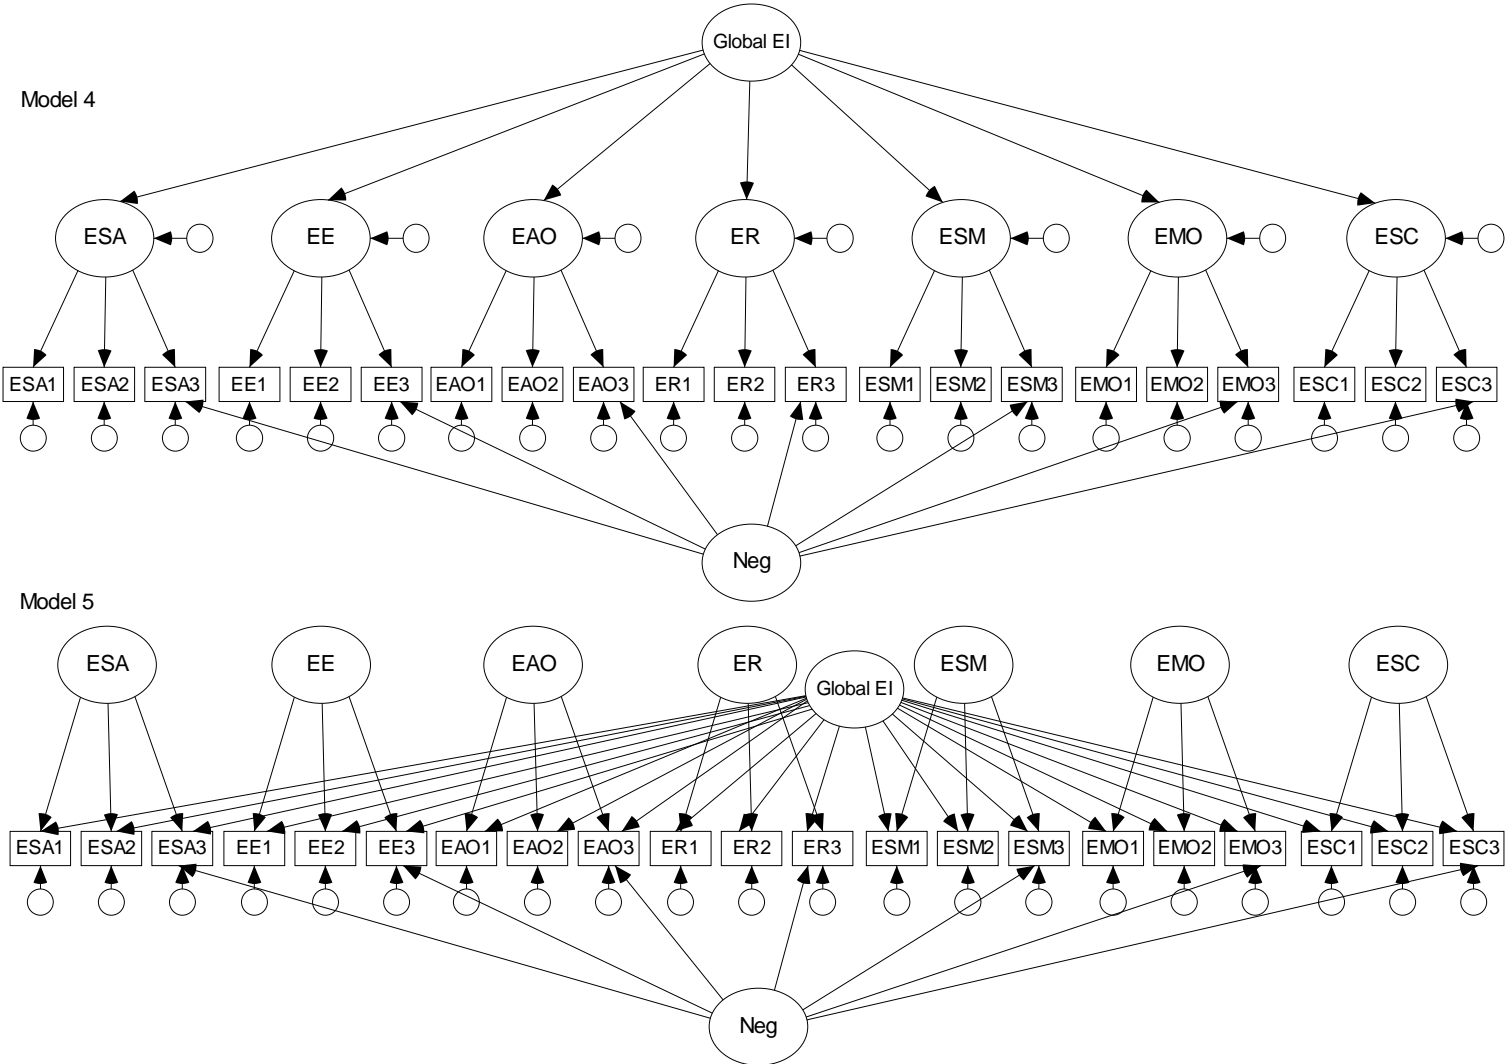 Global EI
Model 4
ESA EE EAO ER ESM EMO ESC
ESA1 ESA2 ESA3 EE1 EE2 EE3 EAO1 EAO2 EAO3 ER1 ER2 ER3 ESM1 ESM2 ESM3 EMO1 EMO2 EMO3 ESC1 ESC2 ESC3
Neg
Model 5
ESA EE EAO ER ESM EMO ESC
Global EI
ESA1 ESA2 ESA3 EE1 EE2 EE3 EAO1 EAO2 EAO3 ER1 ER2 ER3 ESM1 ESM2 ESM3 EMO1 EMO2 EMO3 ESC1 ESC2 ESC3
Neg